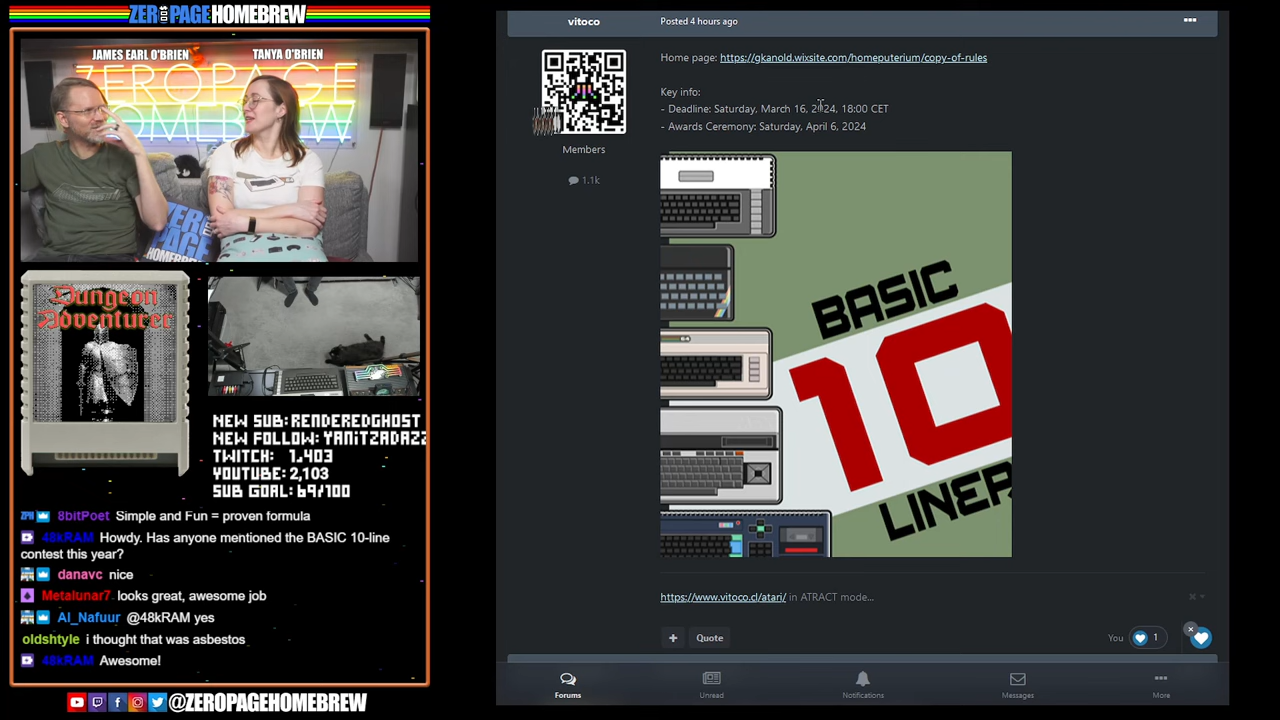 ZEROPAGE HOMEBREW
JAMES EARL O'BRIEN
TANYA O'BRIEN
ZEROPAGE
HOMEBREW
ZERO
PAGE
HOMEBREW
Dungeon
Adventurer
NEW SUB: RENDEREDGHOST
NEW FOLLOW: YANITZADAZZ
TWITCH: 1,403
YOUTUBE: 2,103
SUB GOAL: 69/100
8bitPoet Simple and Fun = proven formula
48kRAM Howdy. Has anyone mentioned the BASIC 10-line
contest this year?
danavc nice
Metalunar7 looks great, awesome job
Al_Nafuur @48kRAM yes
oldshtyle i thought that was asbestos
48kRAM Awesome!
@ZEROPAGEHOMEBREW
vitoco
Posted 4 hours ago
Members
1.1k
Home page: https://gkanold.wixsite.com/homeputerium/copy-of-rules
Key info:
- Deadline: Saturday, March 16, 2024, 18:00 CET
- Awards Ceremony: Saturday, April 6, 2024
BASIC
10
LINER
https://www.vitoco.cl/atari/ in ATRACT mode...
+ Quote
You 1
Forums
Unread
Notifications
Messages
More